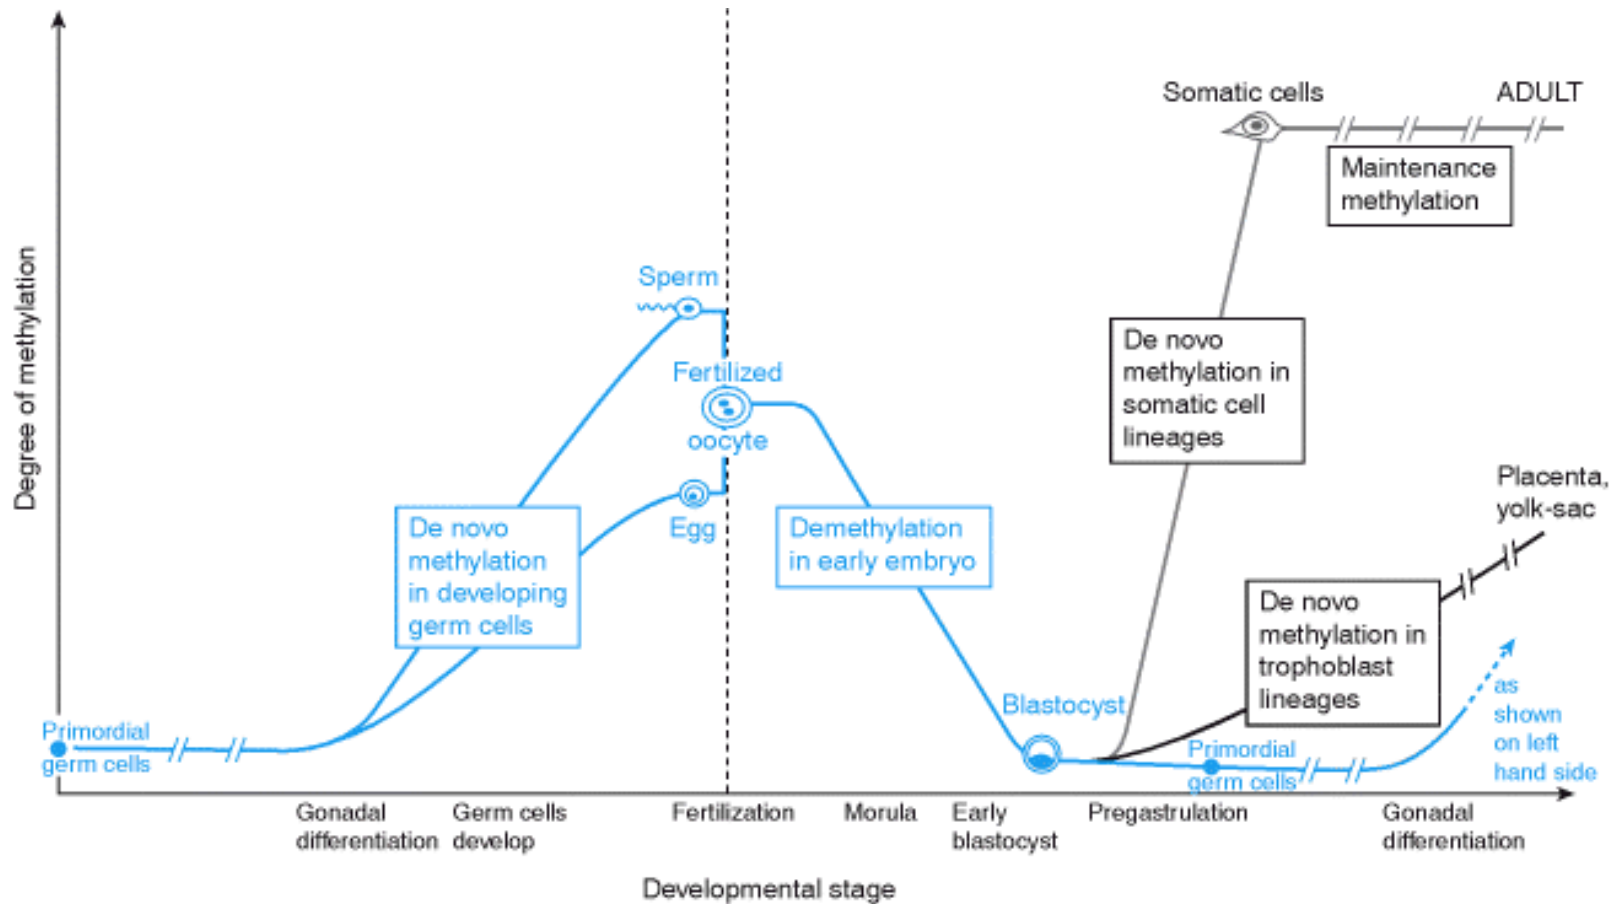 Somatic cells
ADULT
Maintenance
methylation
Sperm
Fertilized
oocyte
Egg
De novo
methylation in
somatic cell
lineages
Placenta,
yolk-sac
De novo
methylation
in developing
germ cells
Demethylation
in early embryo
De novo
methylation in
trophoblast
lineages
Blastocyst
Primordial
germ cells
Primordial
germ cells
as
shown
on left
hand side
Degree of methylation
Gonadal
differentiation
Germ cells
develop
Fertilization
Morula
Early
blastocyst
Pregastrulation
Gonadal
differentiation
Developmental stage